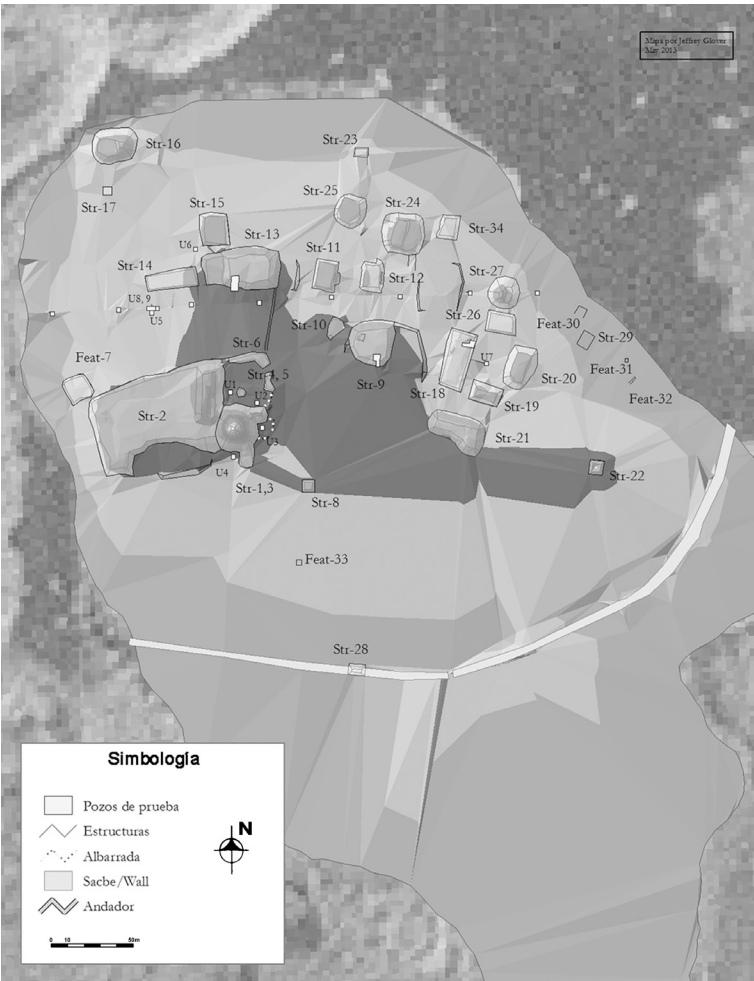 Mapa por Jeffrey Glover
May 2013
Str-16
Str-17
Str-23
Str-25
Str-24
Str-34
Str-15
U6
Str-13
Str-14
Str-11
Str-12
Str-27
U8, 9
U5
Str-10
Str-26
Feat-30
Str-29
Str-6
Feat-7
Str-4, 5
Str-9
U7
Str-20
Feat-31
Feat-32
U1
U2
Str-18
Str-19
Str-2
U3
Str-21
U4
Str-1,3
Str-8
Str-22
Feat-33
Str-28
Simbología
Pozos de prueba
Estructuras
Albarrada
Sacbe/Wall
Andador
N
0 10 50m